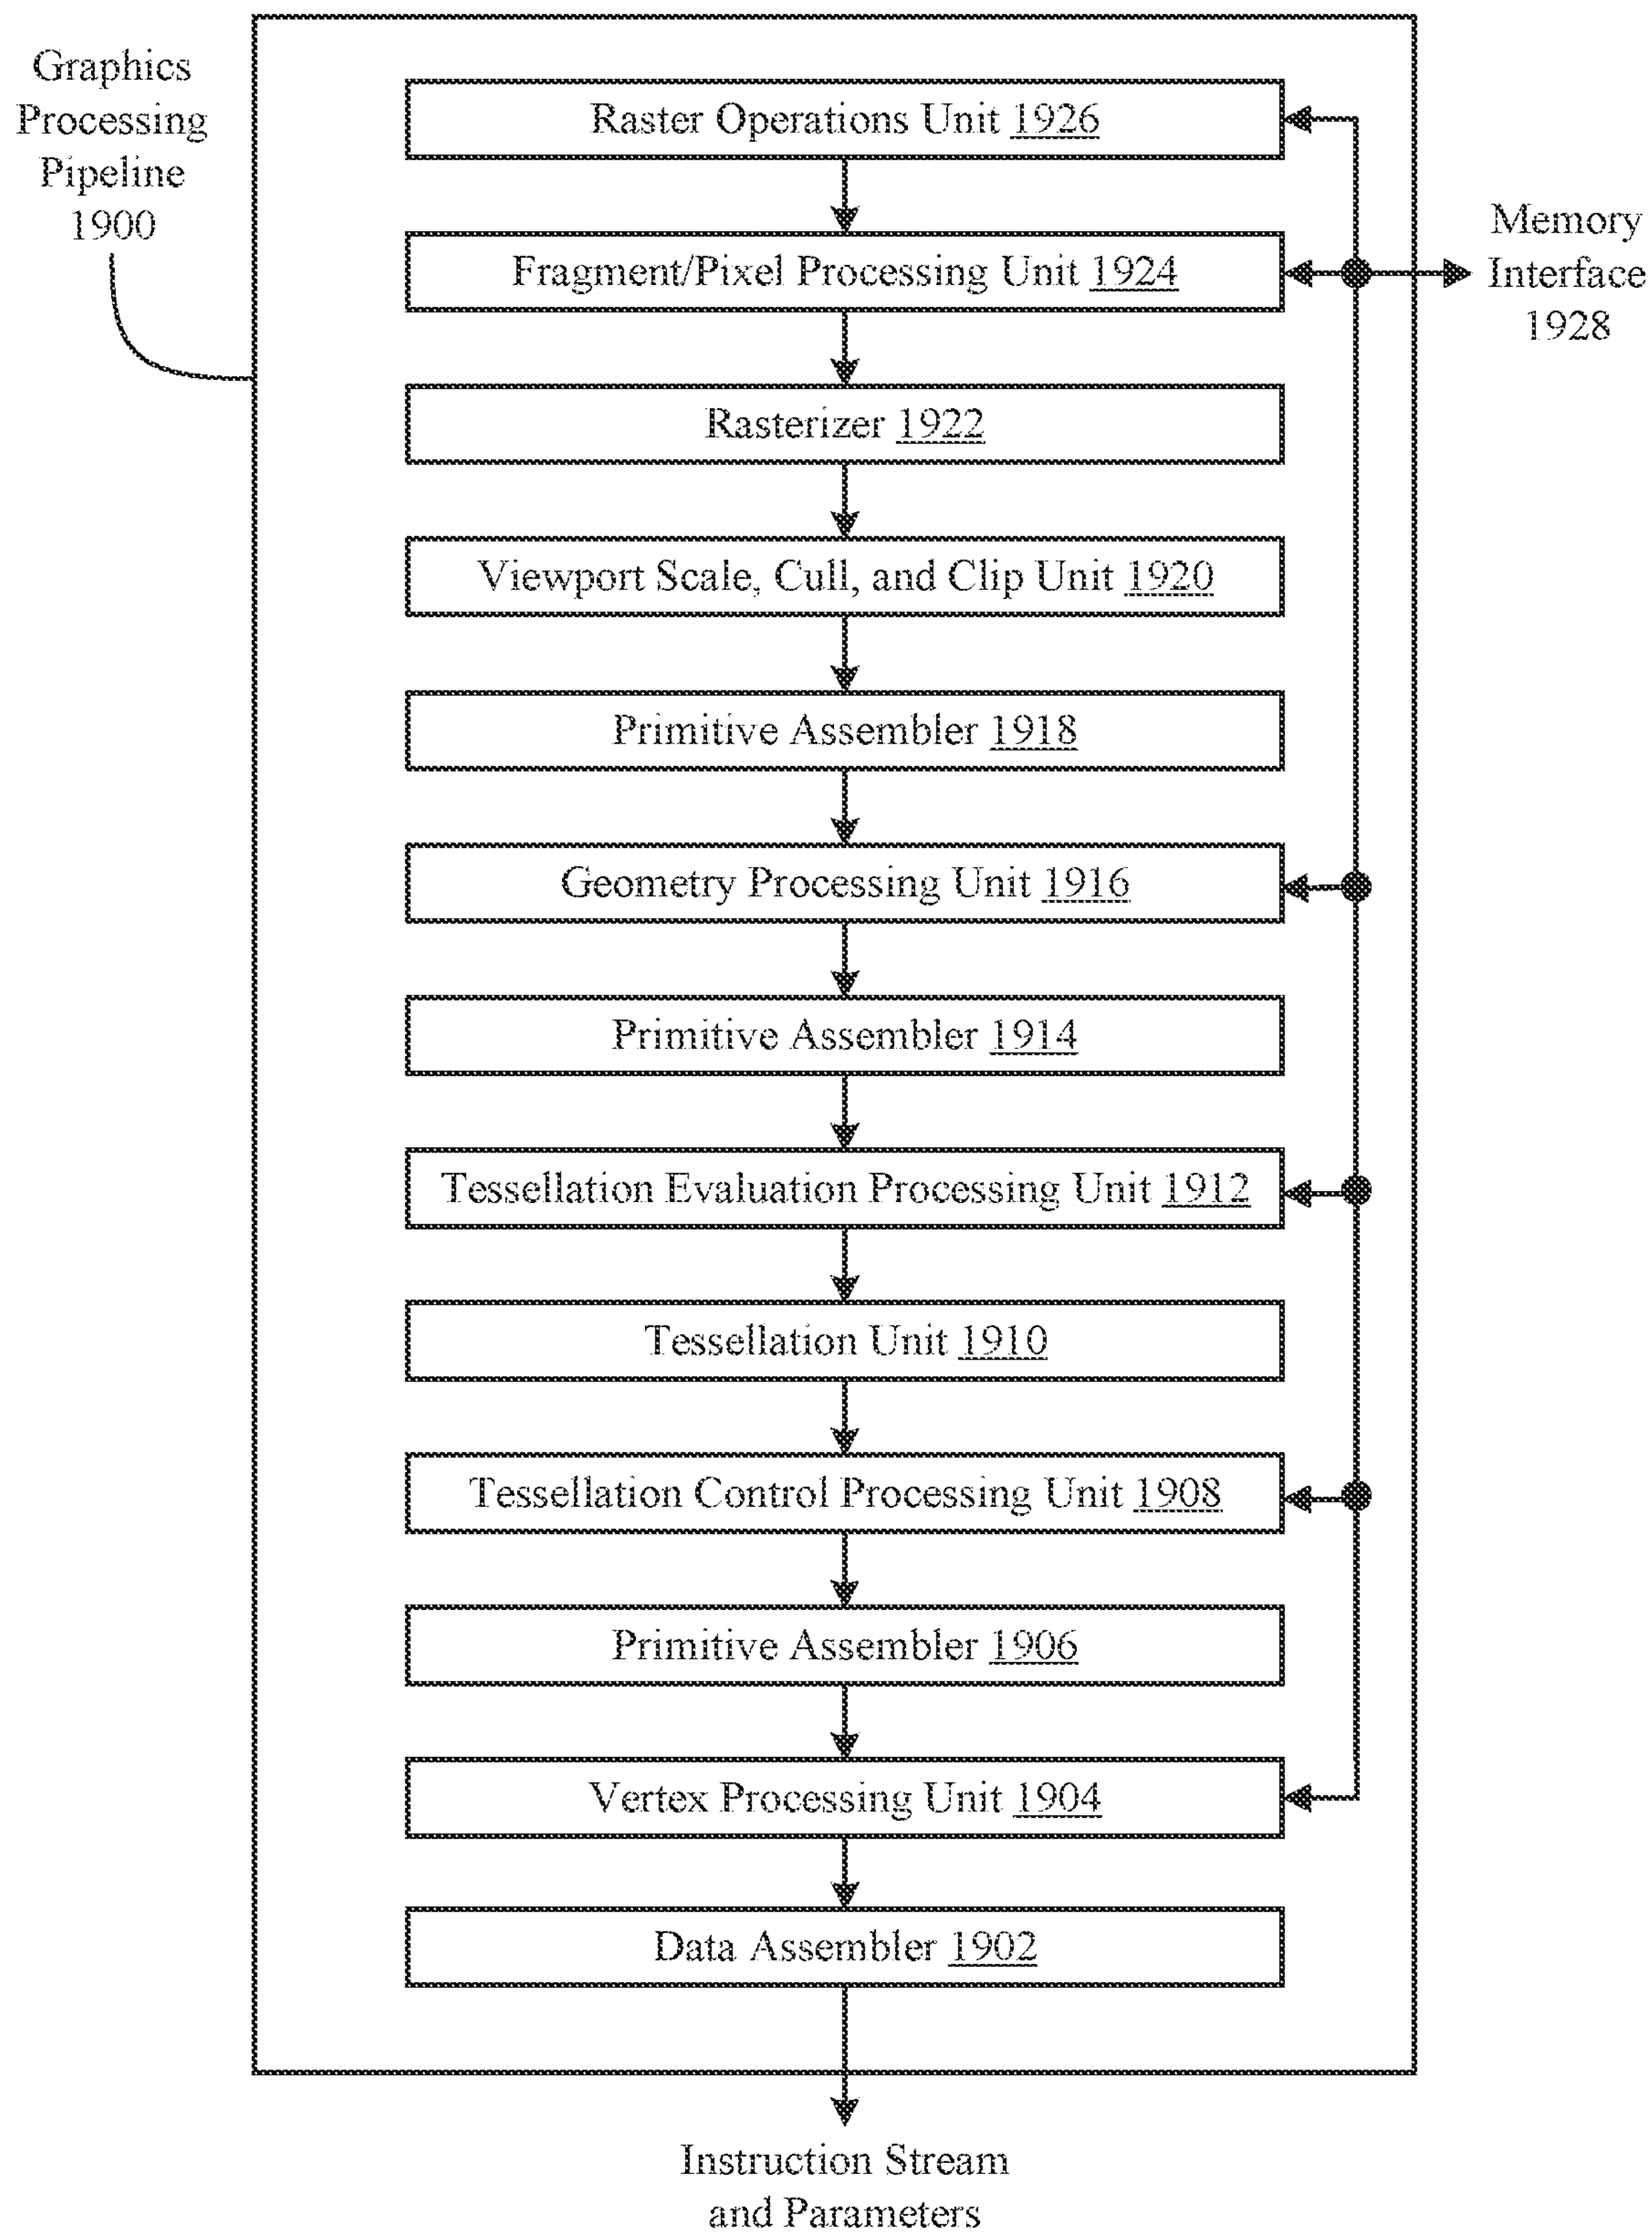 Graphics
Processing
Pipeline
1900
Raster Operations Unit 1926
Fragment/Pixel Processing Unit 1924
Memory
Interface
1928
Rasterizer 1922
Viewport Scale, Cull, and Clip Unit 1920
Primitive Assembler 1918
Geometry Processing Unit 1916
Primitive Assembler 1914
Tessellation Evaluation Processing Unit 1912
Tessellation Unit 1910
Tessellation Control Processing Unit 1908
Primitive Assembler 1906
Vertex Processing Unit 1904
Data Assembler 1902
Instruction Stream
and Parameters